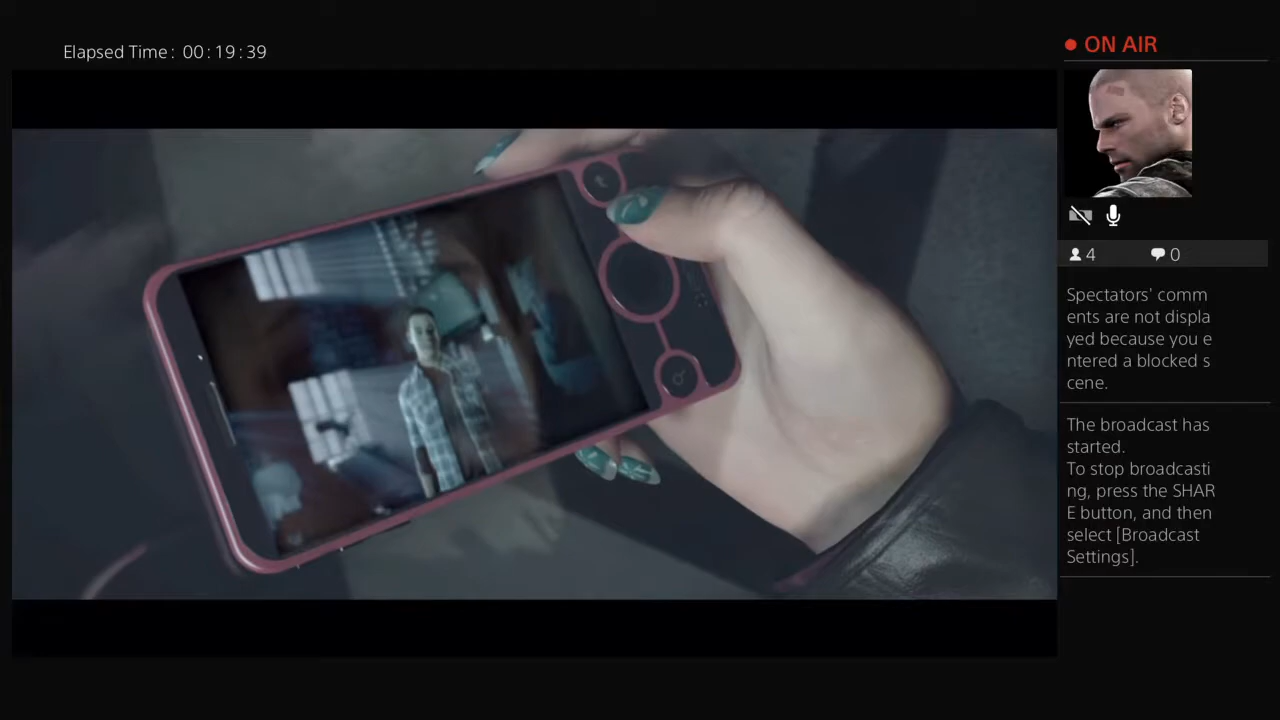 Elapsed Time: 00:19:39
ON AIR
4
0
Spectators' comm
ents are not displa
yed because you e
ntered a blocked s
cene.
The broadcast has
started.
To stop broadcasti
ng, press the SHAR
E button, and then
select [Broadcast
Settings].